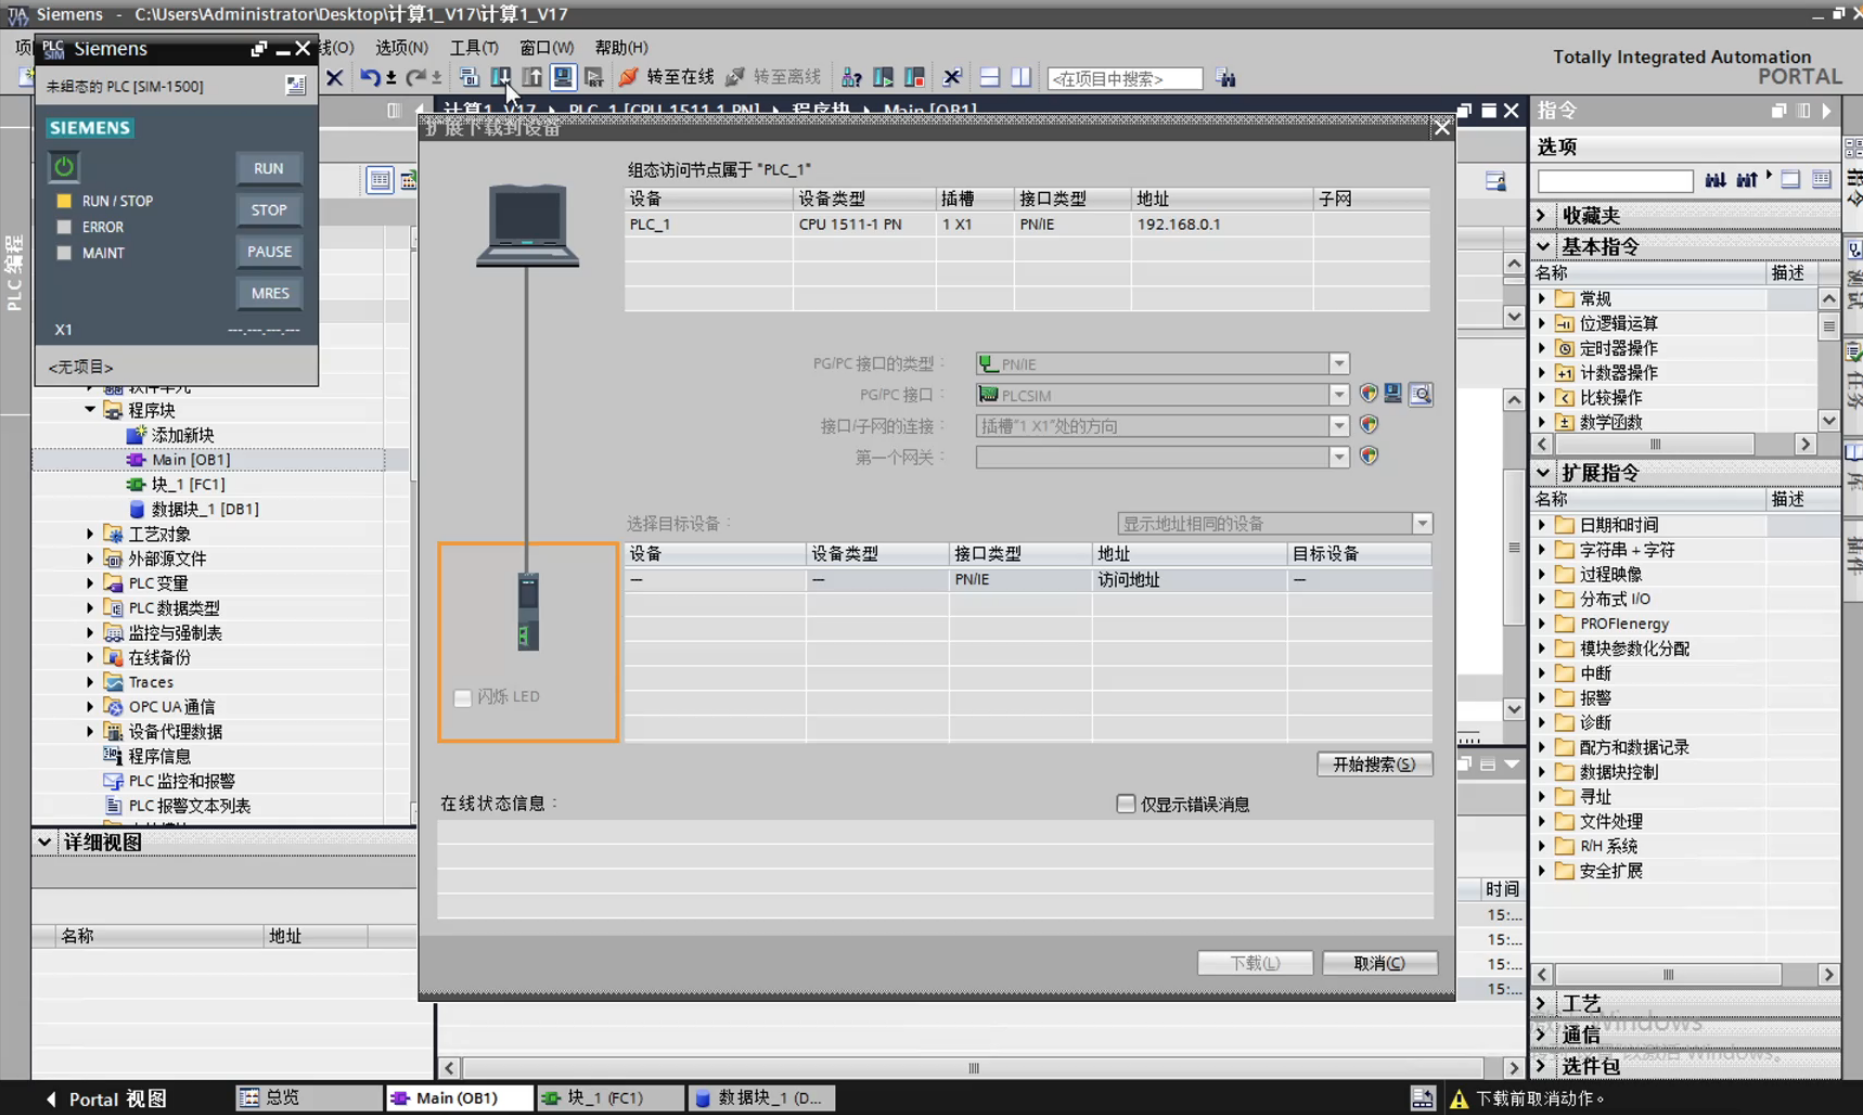 Siemens - C:\Users\Administrator\Desktop\计算1_V17\计算1_V17
线(O) 选项(N) 工具(T) 窗口(W) 帮助(H)
Totally Integrated Automation
PORTAL
转至在线 转至离线 <在项目中搜索>
Siemens
未组态的 PLC [SIM-1500]
SIEMENS
RUN
RUN / STOP
STOP
ERROR
MAINT
PAUSE
MRES
X1 ---.---.---.---
<无项目>
计算1_V17 PLC_1 [CPU 1511-1 PN] 程序块 Main [OB1]
PLC 编程
软件单元
程序块
添加新块
Main [OB1]
块_1 [FC1]
数据块_1 [DB1]
工艺对象
外部源文件
PLC 变量
PLC 数据类型
监控与强制表
在线备份
Traces
OPC UA 通信
设备代理数据
程序信息
PLC 监控和报警
PLC 报警文本列表
详细视图
名称 地址
扩展下载到设备
组态访问节点属于 "PLC_1"
设备 设备类型 插槽 接口类型 地址 子网
PLC_1 CPU 1511-1 PN 1 X1 PN/IE 192.168.0.1
PG/PC 接口的类型： PN/IE
PG/PC 接口： PLCSIM
接口/子网的连接： 插槽"1 X1"处的方向
第一个网关：
选择目标设备： 显示地址相同的设备
设备 设备类型 接口类型 地址 目标设备
— — PN/IE 访问地址 —
闪烁 LED
开始搜索(S)
在线状态信息： 仅显示错误消息
下载(L) 取消(C)
时间
15:...
15:...
15:...
15:...
指令
选项
收藏夹
基本指令
名称 描述
常规
位逻辑运算
定时器操作
计数器操作
比较操作
数学函数
扩展指令
名称 描述
日期和时间
字符串 + 字符
过程映像
分布式 I/O
PROFIenergy
模块参数化分配
中断
报警
诊断
配方和数据记录
数据块控制
寻址
文件处理
R/H 系统
安全扩展
工艺
通信
选件包
测试
任务
库
插件
Portal 视图 总览 Main (OB1) 块_1 (FC1) 数据块_1 (D... 下载前取消动作。